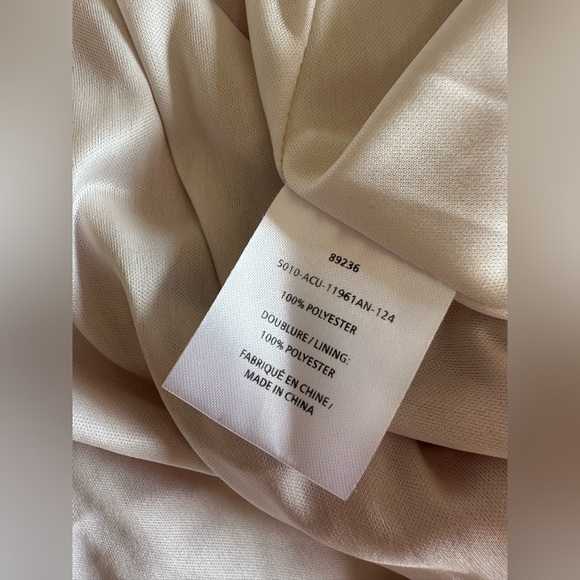 89236
5010-ACU-11961AN-124
100% POLYESTER
DOUBLURE / LINING:
100% POLYESTER
FABRIQUÉ EN CHINE /
MADE IN CHINA